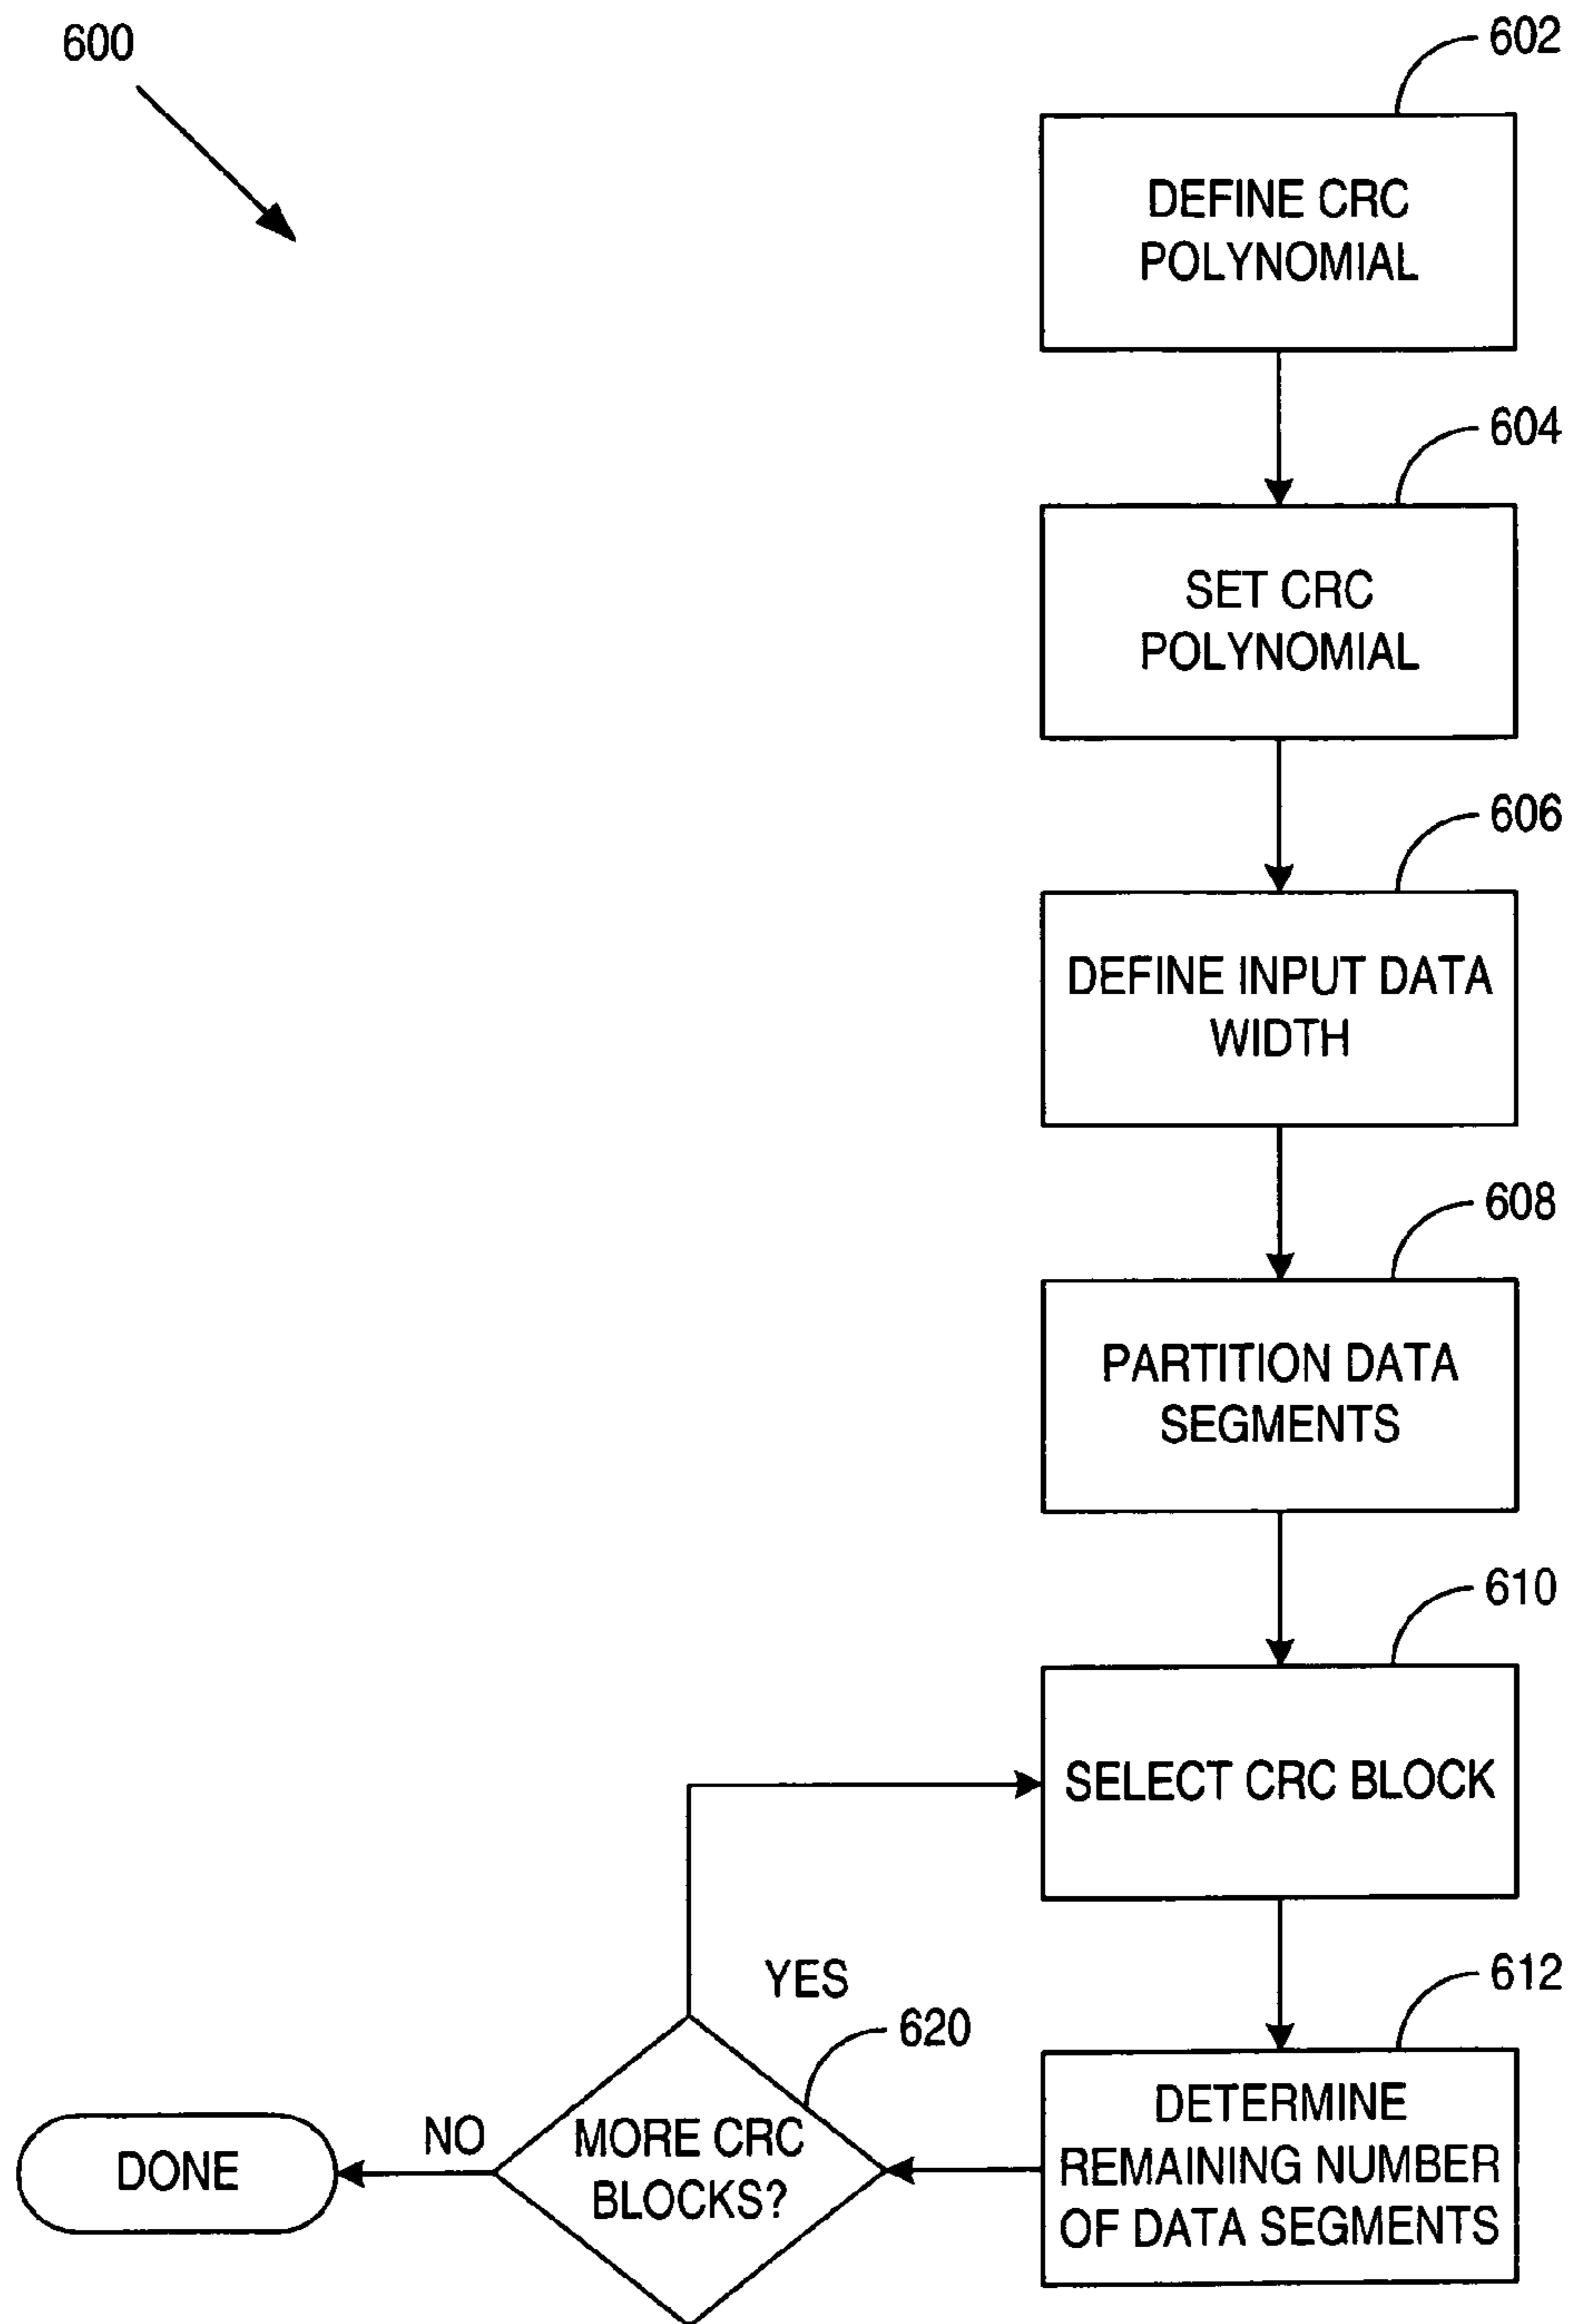 600
602
DEFINE CRC
POLYNOMIAL
604
SET CRC
POLYNOMIAL
606
DEFINE INPUT DATA
WIDTH
608
PARTITION DATA
SEGMENTS
610
SELECT CRC BLOCK
612
DETERMINE
REMAINING NUMBER
OF DATA SEGMENTS
YES
620
MORE CRC
BLOCKS?
NO
DONE